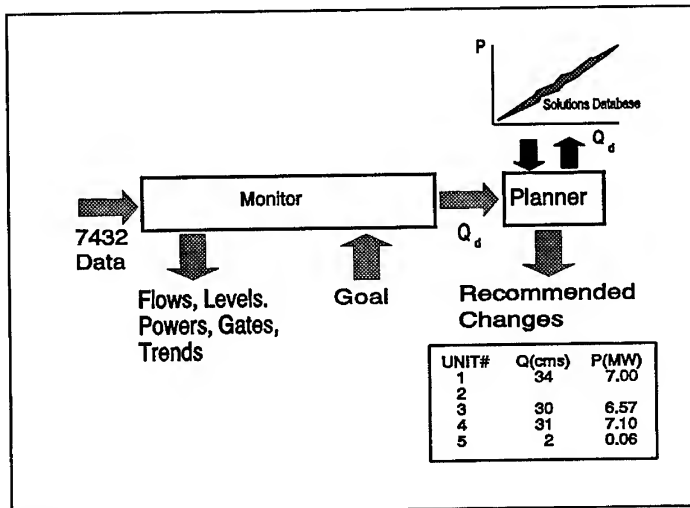 P
Solutions Database
Q d
Monitor
Planner
7432
Data
Q d
Flows, Levels.
Powers, Gates,
Trends
Goal
Recommended
Changes
UNIT# Q(cms) P(MW)
1 34 7.00
2
3 30 6.57
4 31 7.10
5 2 0.06